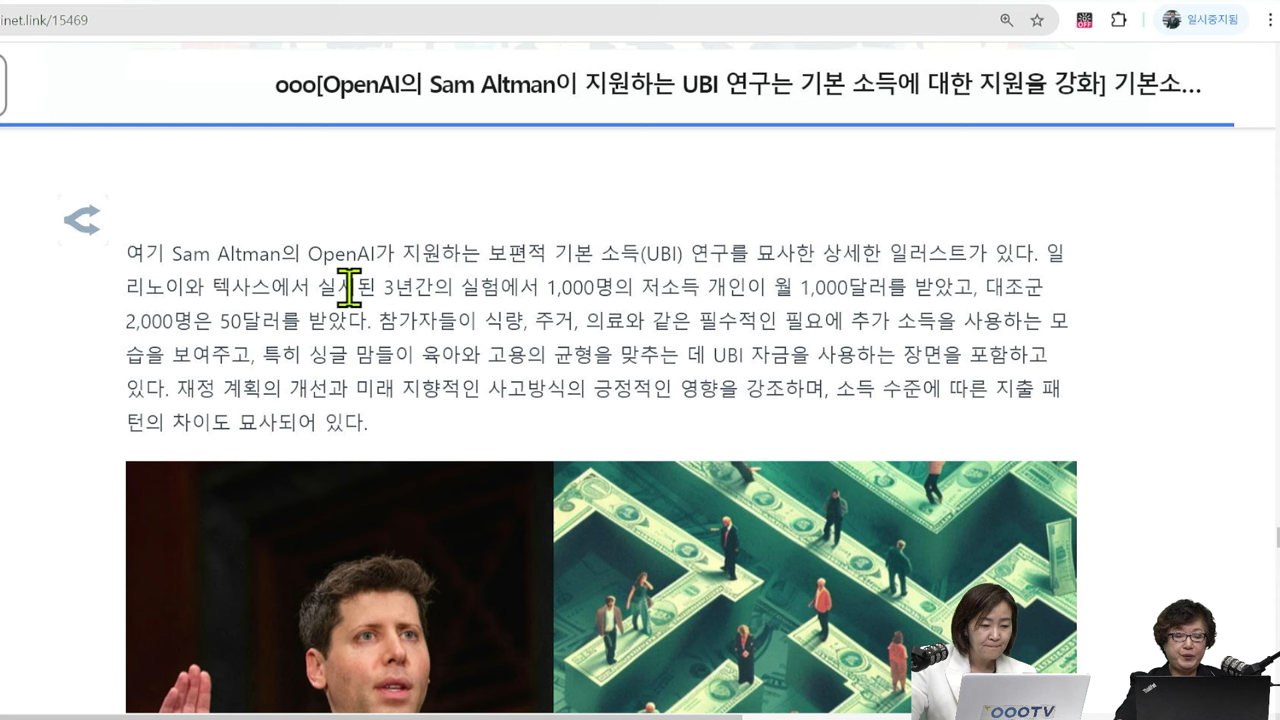 inet.link/15469
OFF
일시중지됨
ooo[OpenAI의 Sam Altman이 지원하는 UBI 연구는 기본 소득에 대한 지원을 강화] 기본소...
여기 Sam Altman의 OpenAI가 지원하는 보편적 기본 소득(UBI) 연구를 묘사한 상세한 일러스트가 있다. 일
리노이와 텍사스에서 실시된 3년간의 실험에서 1,000명의 저소득 개인이 월 1,000달러를 받았고, 대조군
2,000명은 50달러를 받았다. 참가자들이 식량, 주거, 의료와 같은 필수적인 필요에 추가 소득을 사용하는 모
습을 보여주고, 특히 싱글 맘들이 육아와 고용의 균형을 맞추는 데 UBI 자금을 사용하는 장면을 포함하고
있다. 재정 계획의 개선과 미래 지향적인 사고방식의 긍정적인 영향을 강조하며, 소득 수준에 따른 지출 패
턴의 차이도 묘사되어 있다.
OOOTV
ThinkPad